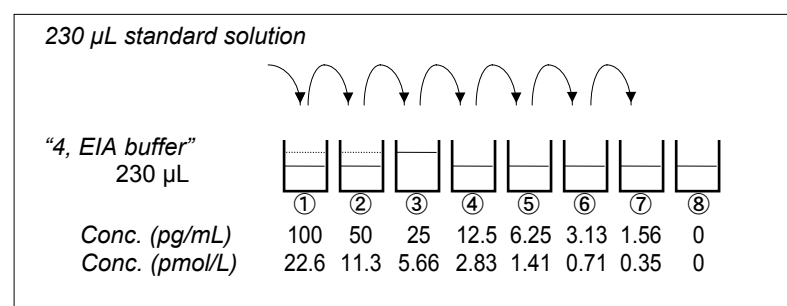 230 µL standard solution
“4, EIA buffer”
230 µL
① ② ③ ④ ⑤ ⑥ ⑦ ⑧
Conc. (pg/mL) 100 50 25 12.5 6.25 3.13 1.56 0
Conc. (pmol/L) 22.6 11.3 5.66 2.83 1.41 0.71 0.35 0